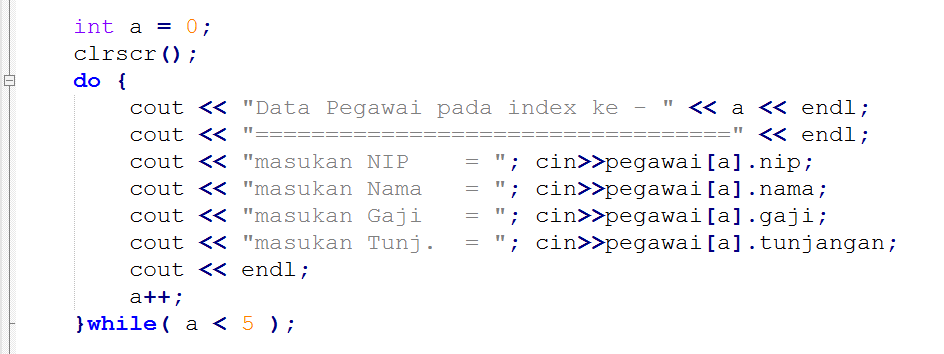 int a = 0;
clrscr();
do {
cout << "Data Pegawai pada index ke - " << a << endl;
cout << "==================================" << endl;
cout << "masukan NIP    = "; cin>>pegawai[a].nip;
cout << "masukan Nama   = "; cin>>pegawai[a].nama;
cout << "masukan Gaji   = "; cin>>pegawai[a].gaji;
cout << "masukan Tunj.  = "; cin>>pegawai[a].tunjangan;
cout << endl;
a++;
}while( a < 5 );